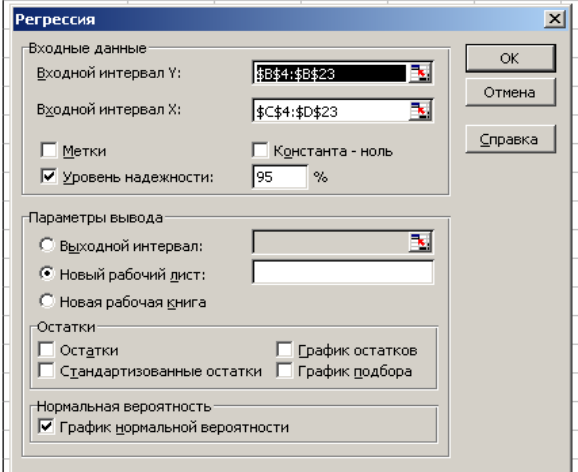 Регрессия
Входные данные
Входной интервал Y: $B$4:$B$23
Входной интервал X: $C$4:$D$23
Метки Константа - ноль
Уровень надежности: 95 %
ОК
Отмена
Справка
Параметры вывода
Выходной интервал:
Новый рабочий лист:
Новая рабочая книга
Остатки
Остатки График остатков
Стандартизованные остатки График подбора
Нормальная вероятность
График нормальной вероятности